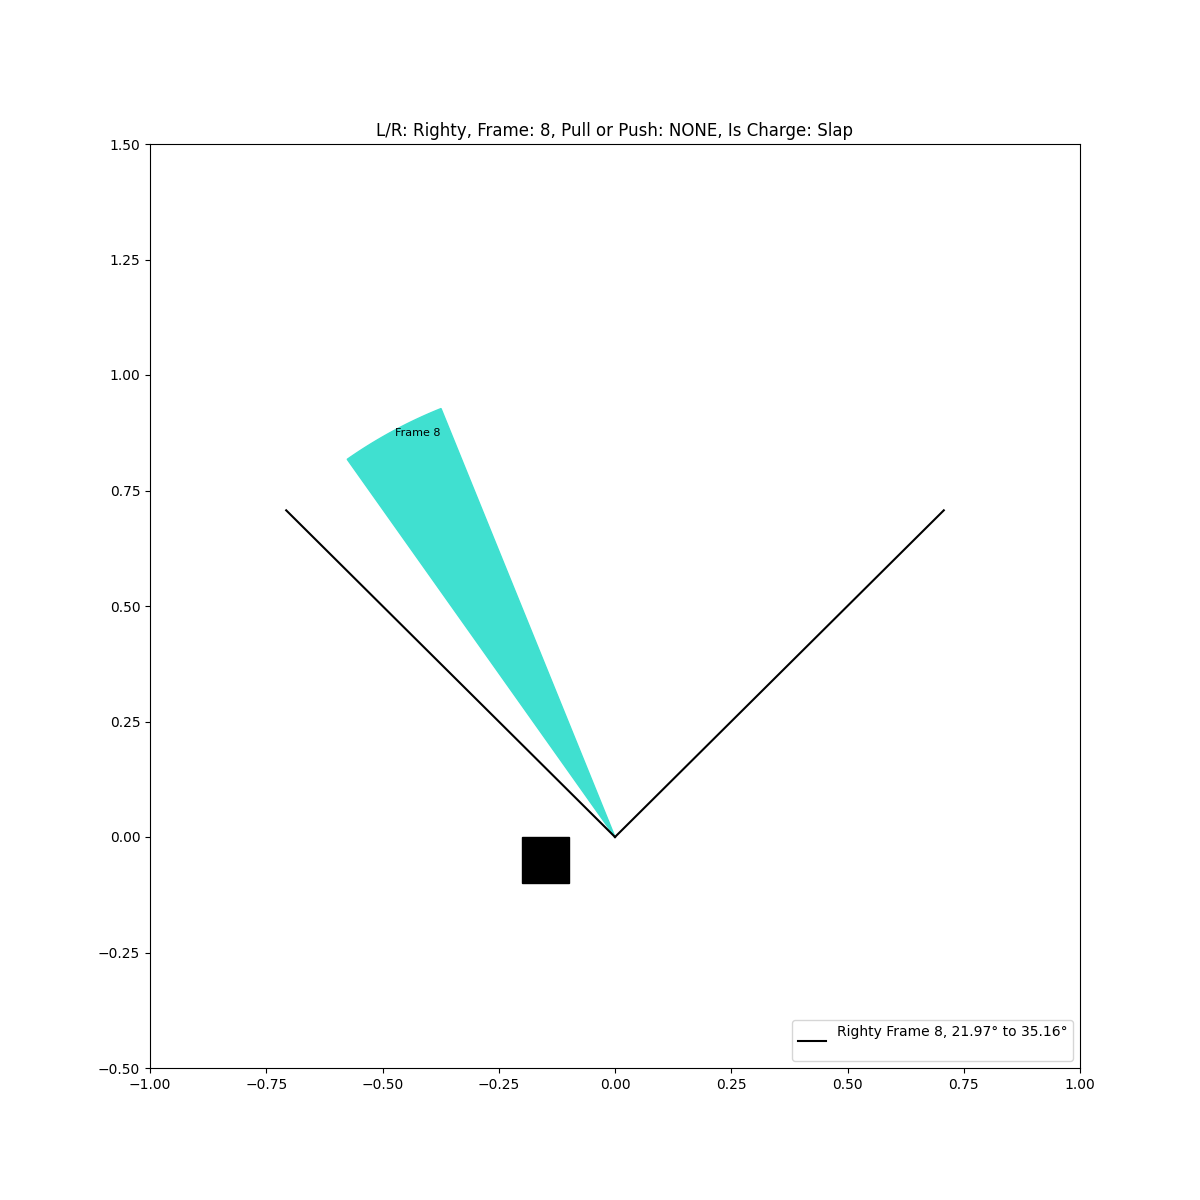 L/R: Righty, Frame: 8, Pull or Push: NONE, Is Charge: Slap
1.50
1.25
1.00
Frame 8
0.75
0.50
0.25
0.00
−0.25
Righty Frame 8, 21.97° to 35.16°
−0.50
−1.00 −0.75 −0.50 −0.25 0.00 0.25 0.50 0.75 1.00